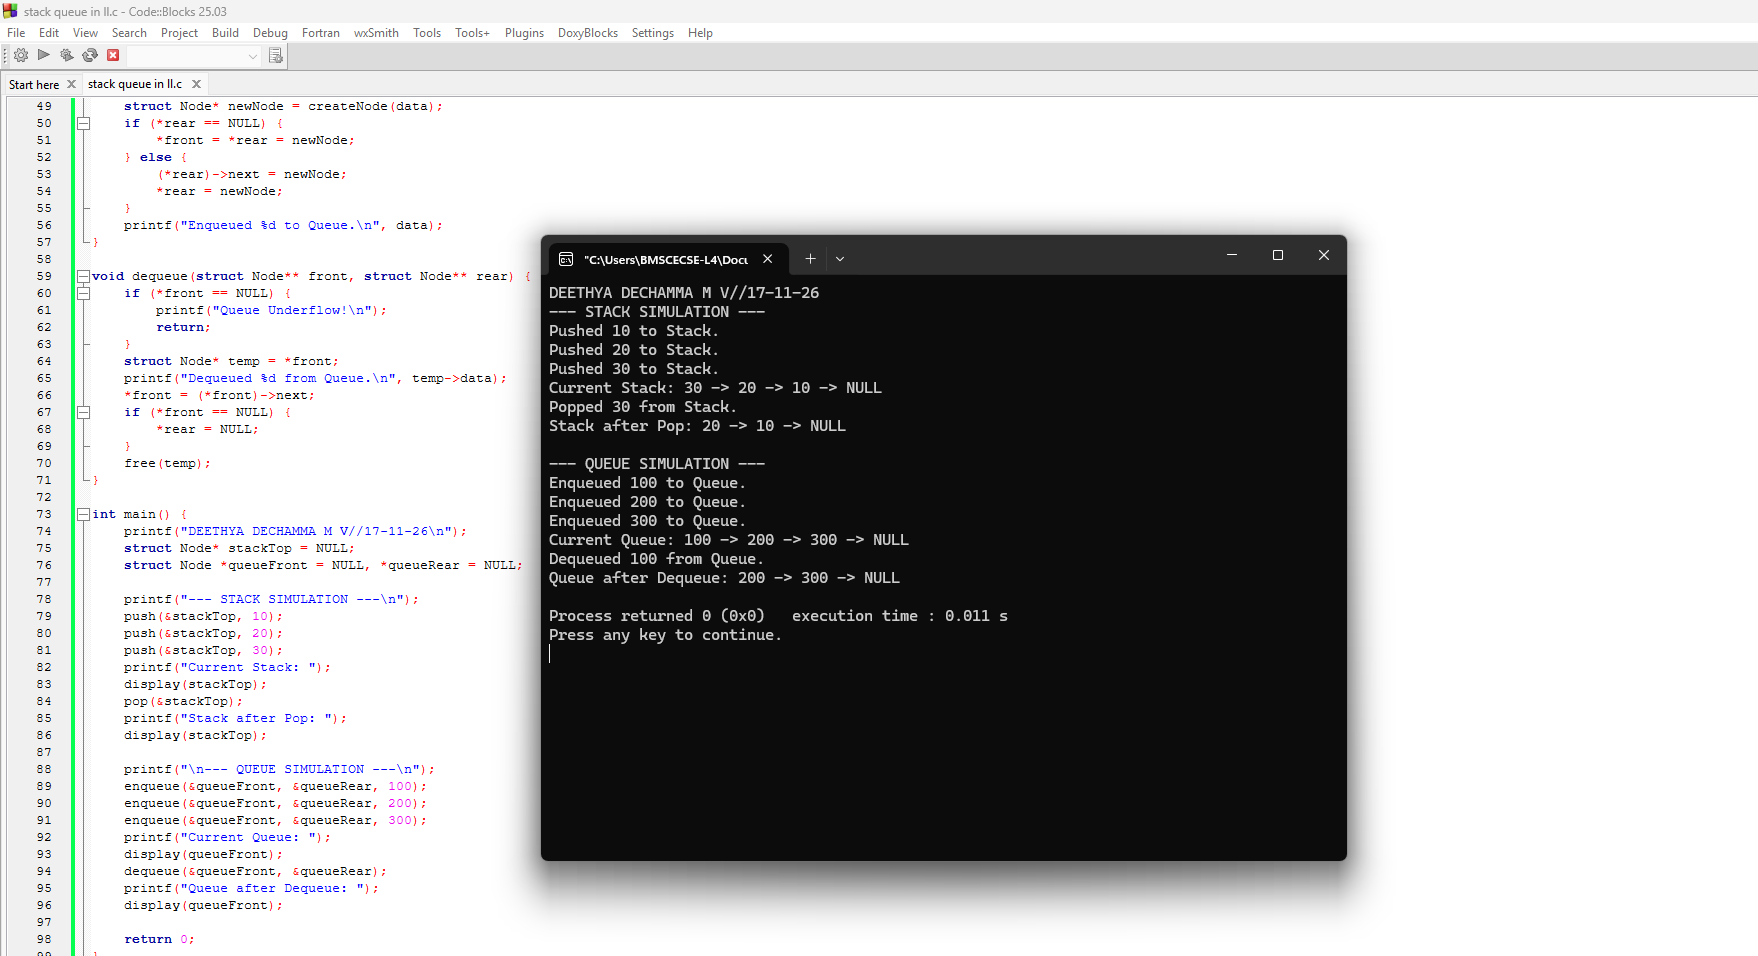 stack queue in ll.c - Code::Blocks 25.03
File Edit View Search Project Build Debug Fortran wxSmith Tools Tools+ Plugins DoxyBlocks Settings Help
Start here stack queue in ll.c
49 struct Node* newNode = createNode(data);
50 if (*rear == NULL) {
51 *front = *rear = newNode;
52 } else {
53 (*rear)->next = newNode;
54 *rear = newNode;
55 }
56 printf("Enqueued %d to Queue.\n", data);
57 }
58
59 void dequeue(struct Node** front, struct Node** rear) {
60 if (*front == NULL) {
61 printf("Queue Underflow!\n");
62 return;
63 }
64 struct Node* temp = *front;
65 printf("Dequeued %d from Queue.\n", temp->data);
66 *front = (*front)->next;
67 if (*front == NULL) {
68 *rear = NULL;
69 }
70 free(temp);
71 }
72
73 int main() {
74 printf("DEETHYA DECHAMMA M V//17-11-26\n");
75 struct Node* stackTop = NULL;
76 struct Node *queueFront = NULL, *queueRear = NULL;
77
78 printf("--- STACK SIMULATION ---\n");
79 push(&stackTop, 10);
80 push(&stackTop, 20);
81 push(&stackTop, 30);
82 printf("Current Stack: ");
83 display(stackTop);
84 pop(&stackTop);
85 printf("Stack after Pop: ");
86 display(stackTop);
87
88 printf("\n--- QUEUE SIMULATION ---\n");
89 enqueue(&queueFront, &queueRear, 100);
90 enqueue(&queueFront, &queueRear, 200);
91 enqueue(&queueFront, &queueRear, 300);
92 printf("Current Queue: ");
93 display(queueFront);
94 dequeue(&queueFront, &queueRear);
95 printf("Queue after Dequeue: ");
96 display(queueFront);
97
98 return 0;
99 }
"C:\Users\BMSCECSE-L4\Docu
DEETHYA DECHAMMA M V//17-11-26
--- STACK SIMULATION ---
Pushed 10 to Stack.
Pushed 20 to Stack.
Pushed 30 to Stack.
Current Stack: 30 -> 20 -> 10 -> NULL
Popped 30 from Stack.
Stack after Pop: 20 -> 10 -> NULL
--- QUEUE SIMULATION ---
Enqueued 100 to Queue.
Enqueued 200 to Queue.
Enqueued 300 to Queue.
Current Queue: 100 -> 200 -> 300 -> NULL
Dequeued 100 from Queue.
Queue after Dequeue: 200 -> 300 -> NULL
Process returned 0 (0x0) execution time : 0.011 s
Press any key to continue.